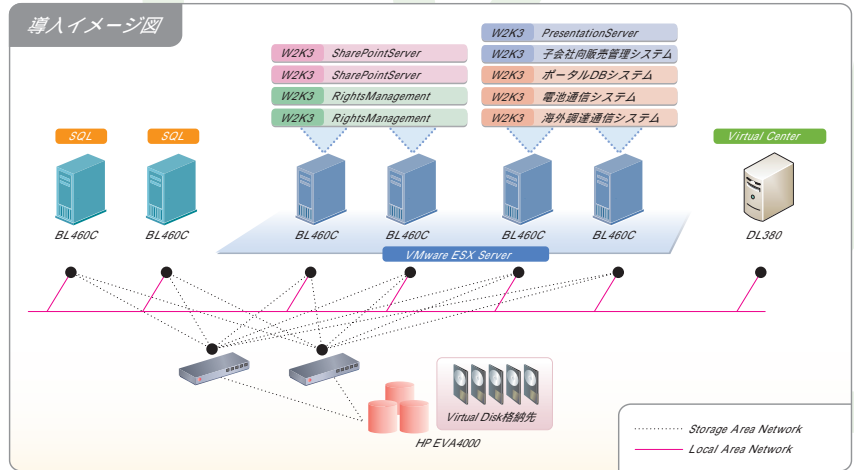 導入イメージ図
W2K3 SharePointServer
W2K3 SharePointServer
W2K3 RightsManagement
W2K3 RightsManagement
W2K3 PresentationServer
W2K3 子会社向販売管理システム
W2K3 ポータルDBシステム
W2K3 電池通信システム
W2K3 海外調達通信システム
SQL
SQL
Virtual Center
BL460C
BL460C
BL460C
BL460C
BL460C
BL460C
DL380
VMware ESX Server
Virtual Disk格納先
HP EVA4000
Storage Area Network
Local Area Network